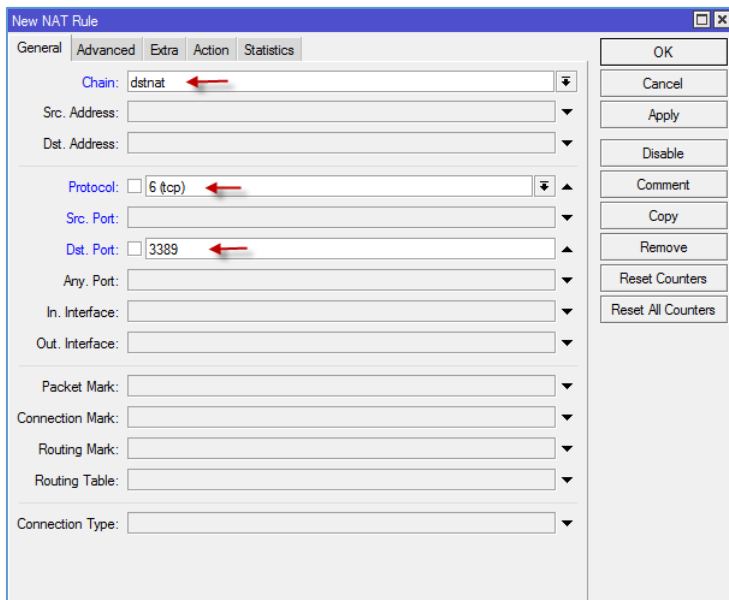 New NAT Rule
General Advanced Extra Action Statistics
Chain: dstnat
Src. Address:
Dst. Address:
Protocol: 6 (tcp)
Src. Port:
Dst. Port: 3389
Any. Port:
In. Interface:
Out. Interface:
Packet Mark:
Connection Mark:
Routing Mark:
Routing Table:
Connection Type:
OK
Cancel
Apply
Disable
Comment
Copy
Remove
Reset Counters
Reset All Counters